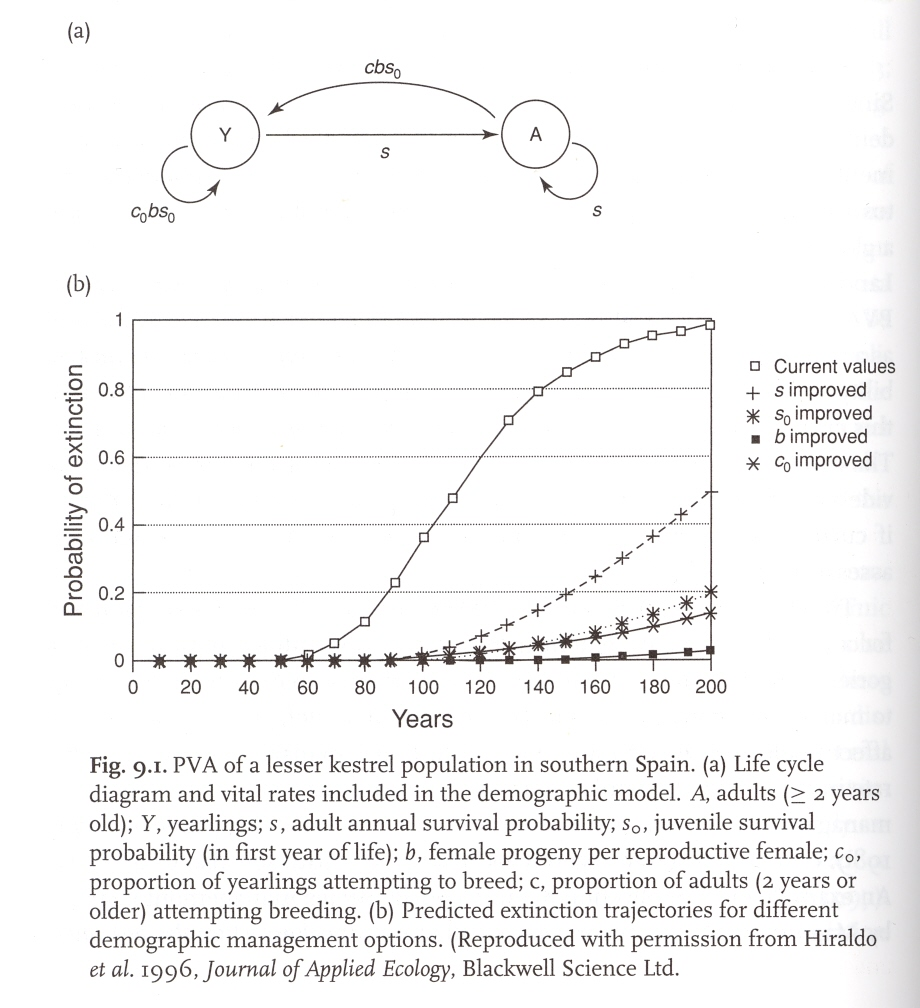 (a)
cbs₀
Y
A
s
c₀bs₀
s
(b)
Probability of extinction
1
0.8
0.6
0.4
0.2
0
0 20 40 60 80 100 120 140 160 180 200
Years
Current values
s improved
s₀ improved
b improved
c₀ improved
Fig. 9.1. PVA of a lesser kestrel population in southern Spain. (a) Life cycle
diagram and vital rates included in the demographic model. A, adults (≥ 2 years
old); Y, yearlings; s, adult annual survival probability; s₀, juvenile survival
probability (in first year of life); b, female progeny per reproductive female; c₀,
proportion of yearlings attempting to breed; c, proportion of adults (2 years or
older) attempting breeding. (b) Predicted extinction trajectories for different
demographic management options. (Reproduced with permission from Hiraldo
et al. 1996, Journal of Applied Ecology, Blackwell Science Ltd.